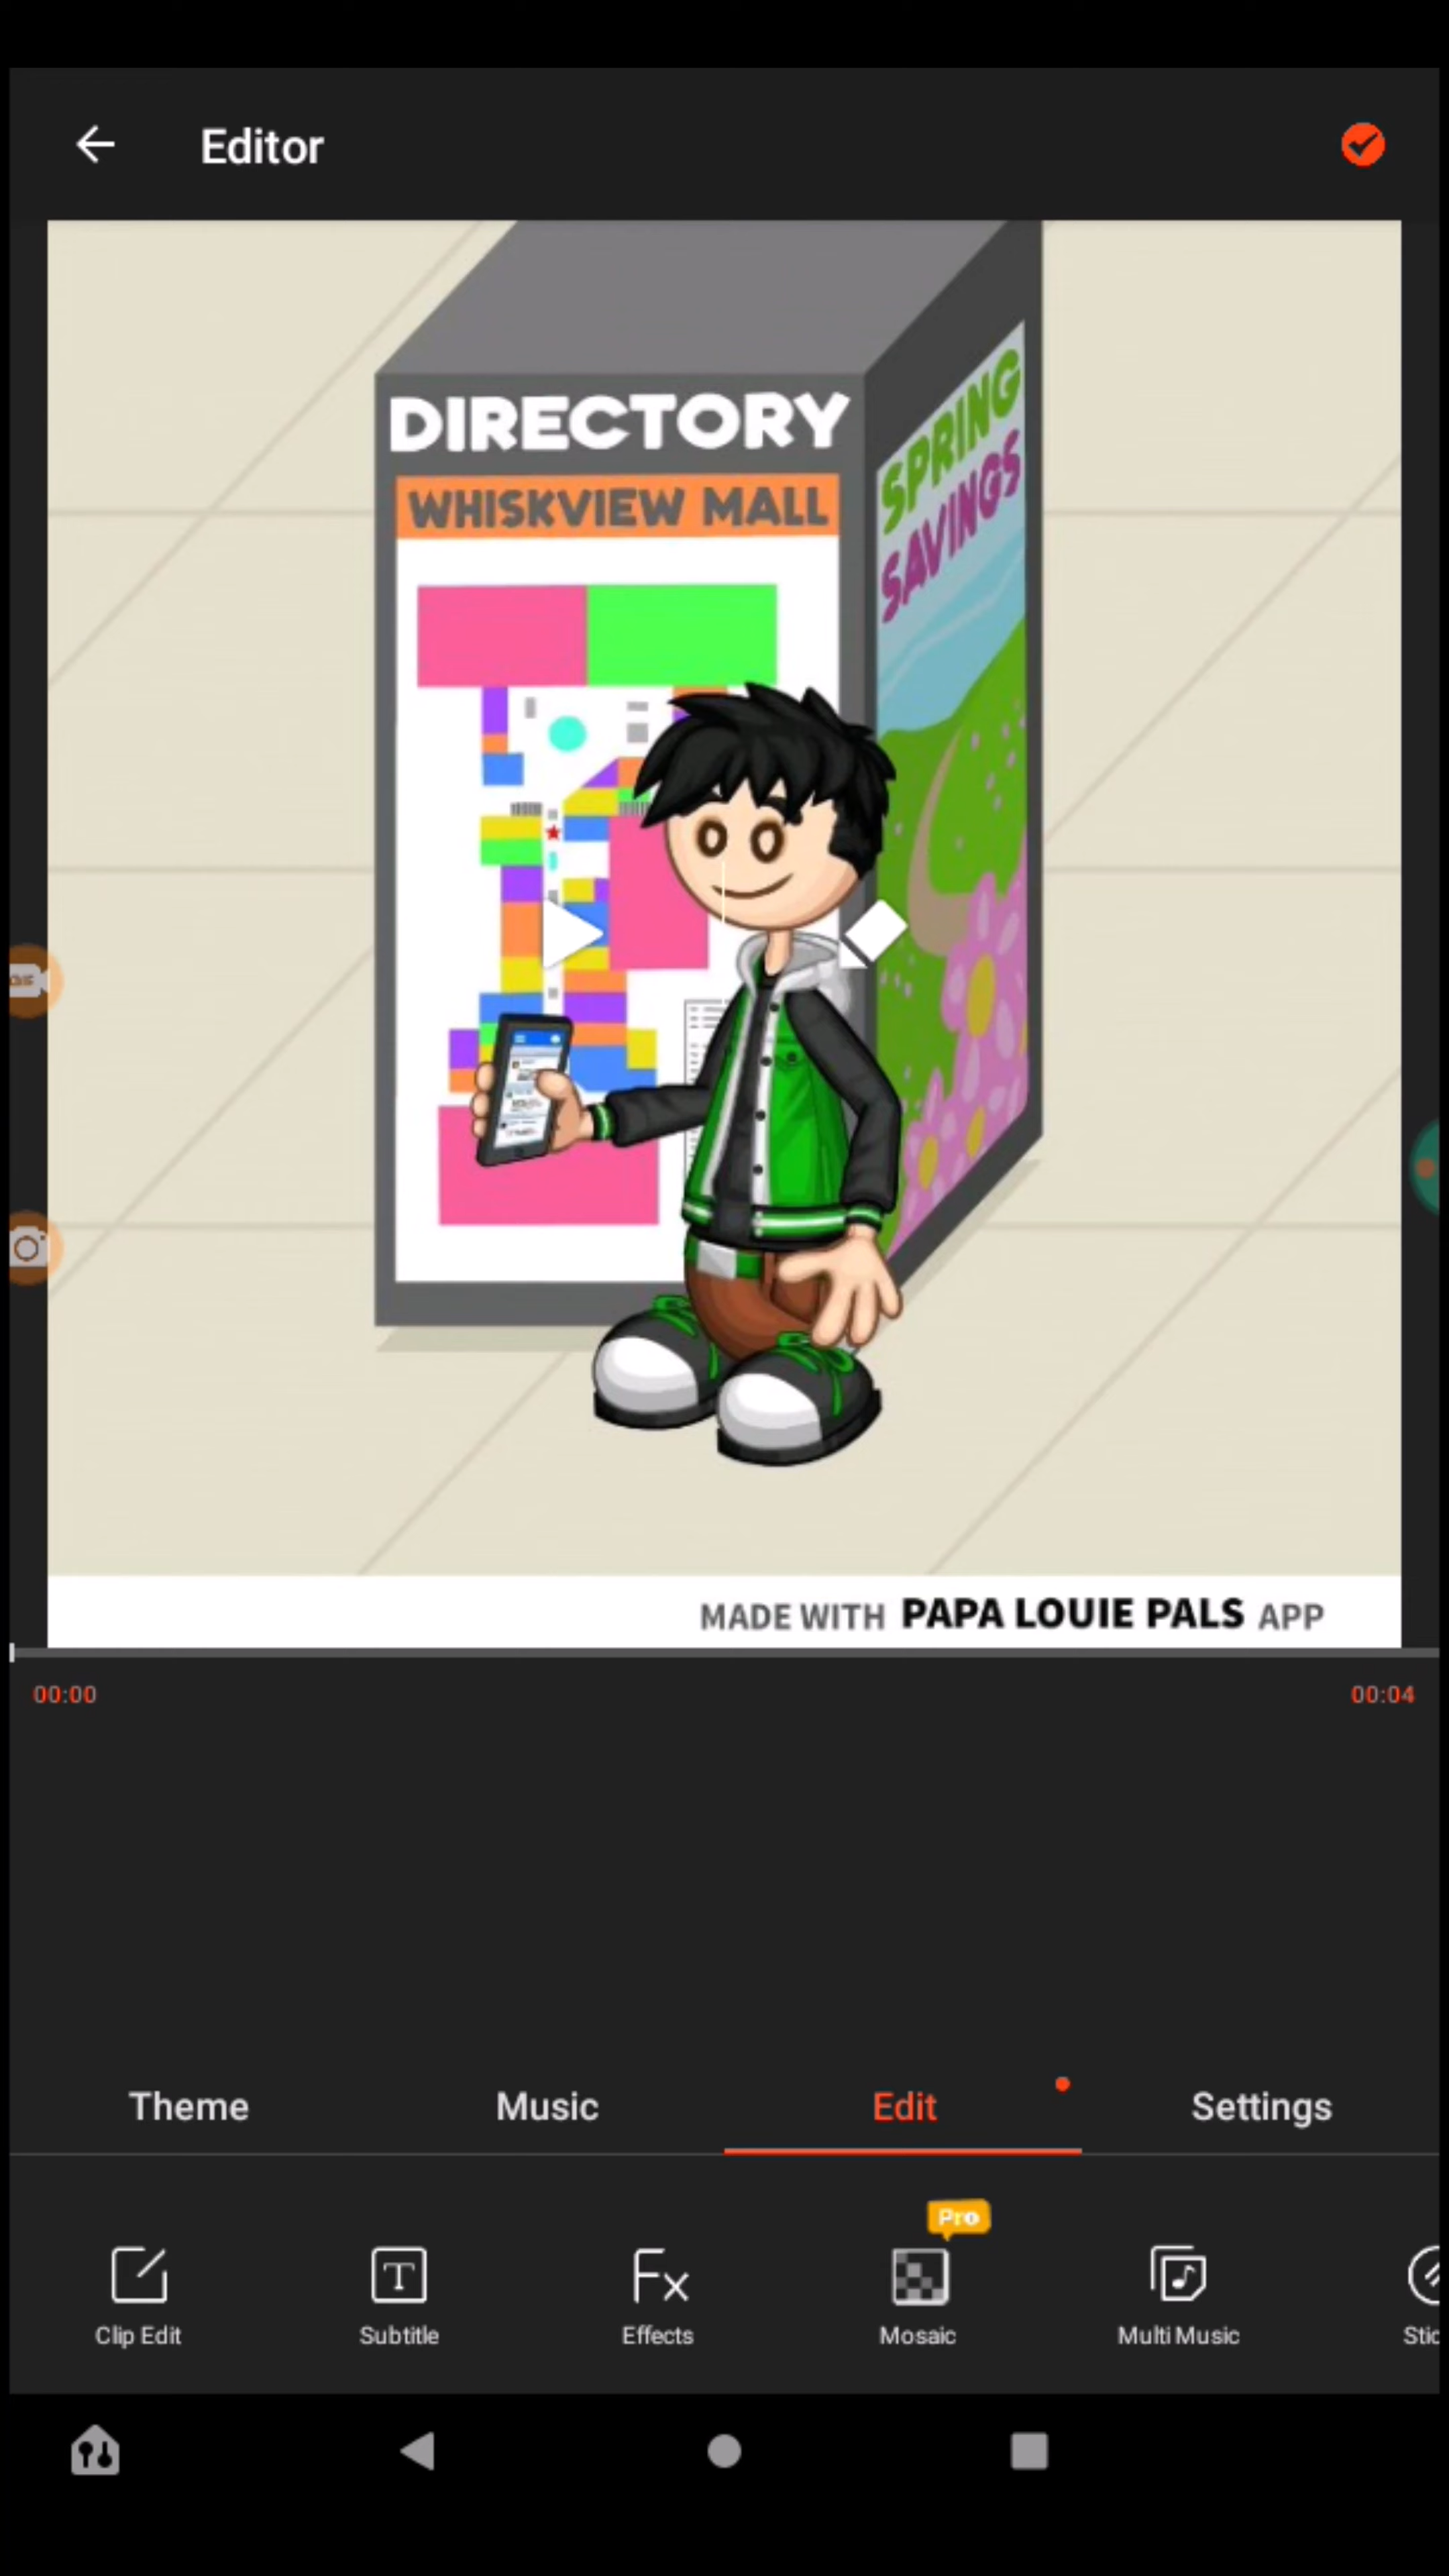 Editor
DIRECTORY
WHISKVIEW MALL
SPRING
SAVINGS
MADE WITH PAPA LOUIE PALS APP
00:00
00:04
Theme
Music
Edit
Settings
Pro
Clip Edit
Subtitle
Effects
Mosaic
Multi Music
Stic